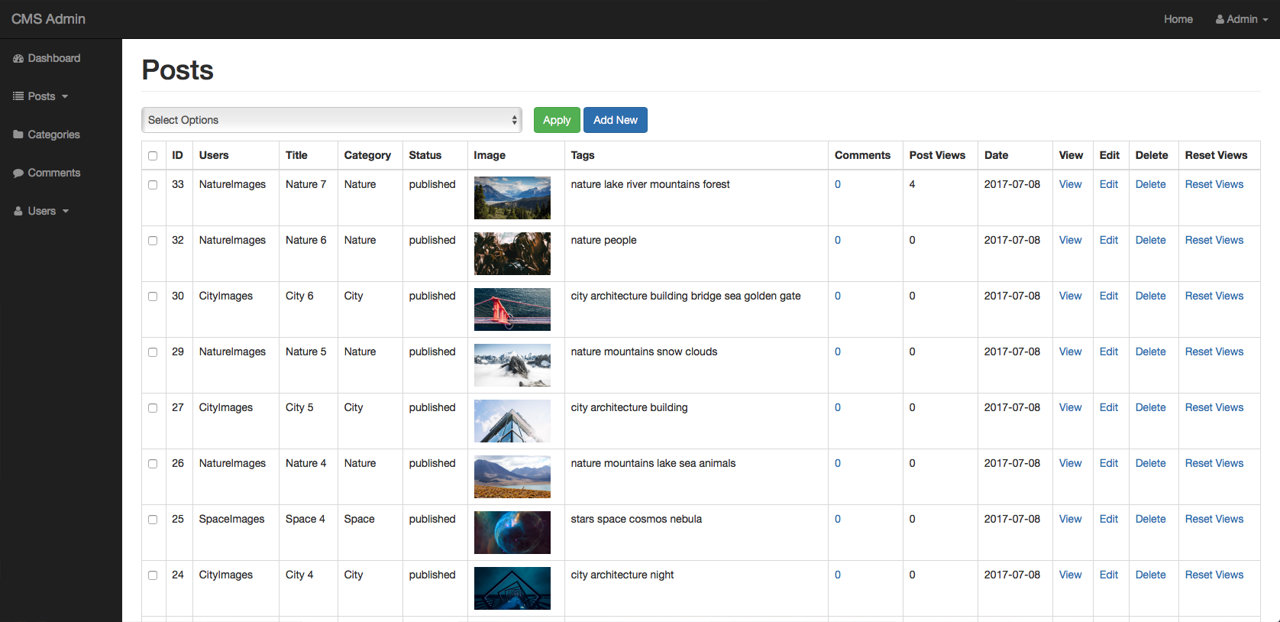 CMS Admin Home Admin
Dashboard
Posts
Categories
Comments
Users
Posts
Select Options Apply Add New
ID Users Title Category Status Image Tags Comments Post Views Date View Edit Delete Reset Views
33 NatureImages Nature 7 Nature published nature lake river mountains forest 0 4 2017-07-08 View Edit Delete Reset Views
32 NatureImages Nature 6 Nature published nature people 0 0 2017-07-08 View Edit Delete Reset Views
30 CityImages City 6 City published city architecture building bridge sea golden gate 0 0 2017-07-08 View Edit Delete Reset Views
29 NatureImages Nature 5 Nature published nature mountains snow clouds 0 0 2017-07-08 View Edit Delete Reset Views
27 CityImages City 5 City published city architecture building 0 0 2017-07-08 View Edit Delete Reset Views
26 NatureImages Nature 4 Nature published nature mountains lake sea animals 0 0 2017-07-08 View Edit Delete Reset Views
25 SpaceImages Space 4 Space published stars space cosmos nebula 0 0 2017-07-08 View Edit Delete Reset Views
24 CityImages City 4 City published city architecture night 0 0 2017-07-08 View Edit Delete Reset Views